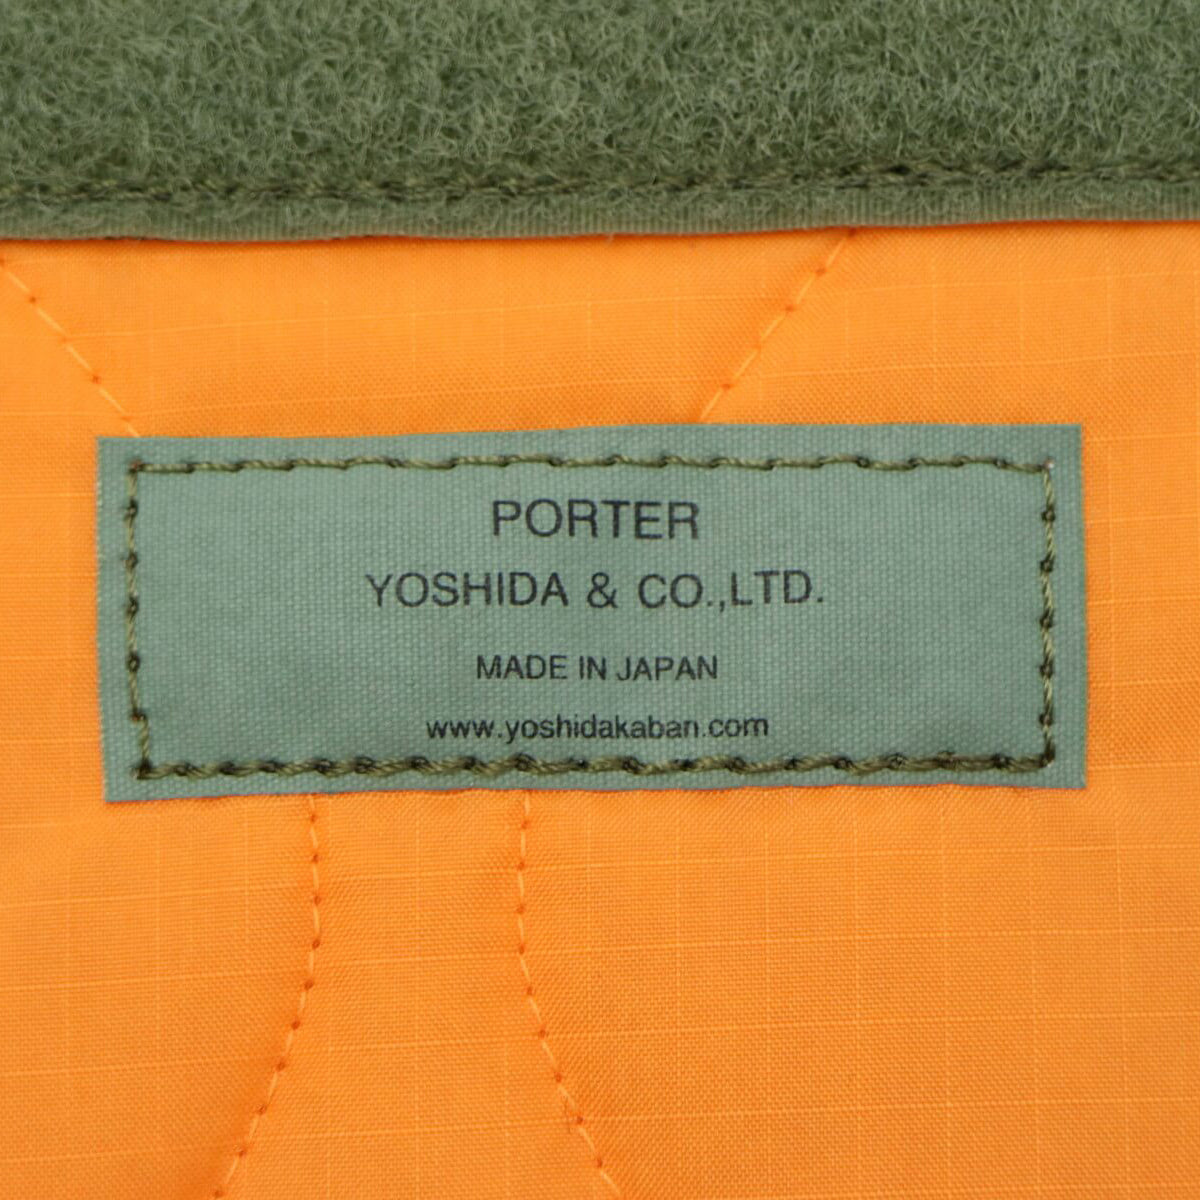 PORTER
YOSHIDA & CO.,LTD.
MADE IN JAPAN
www.yoshidakaban.com